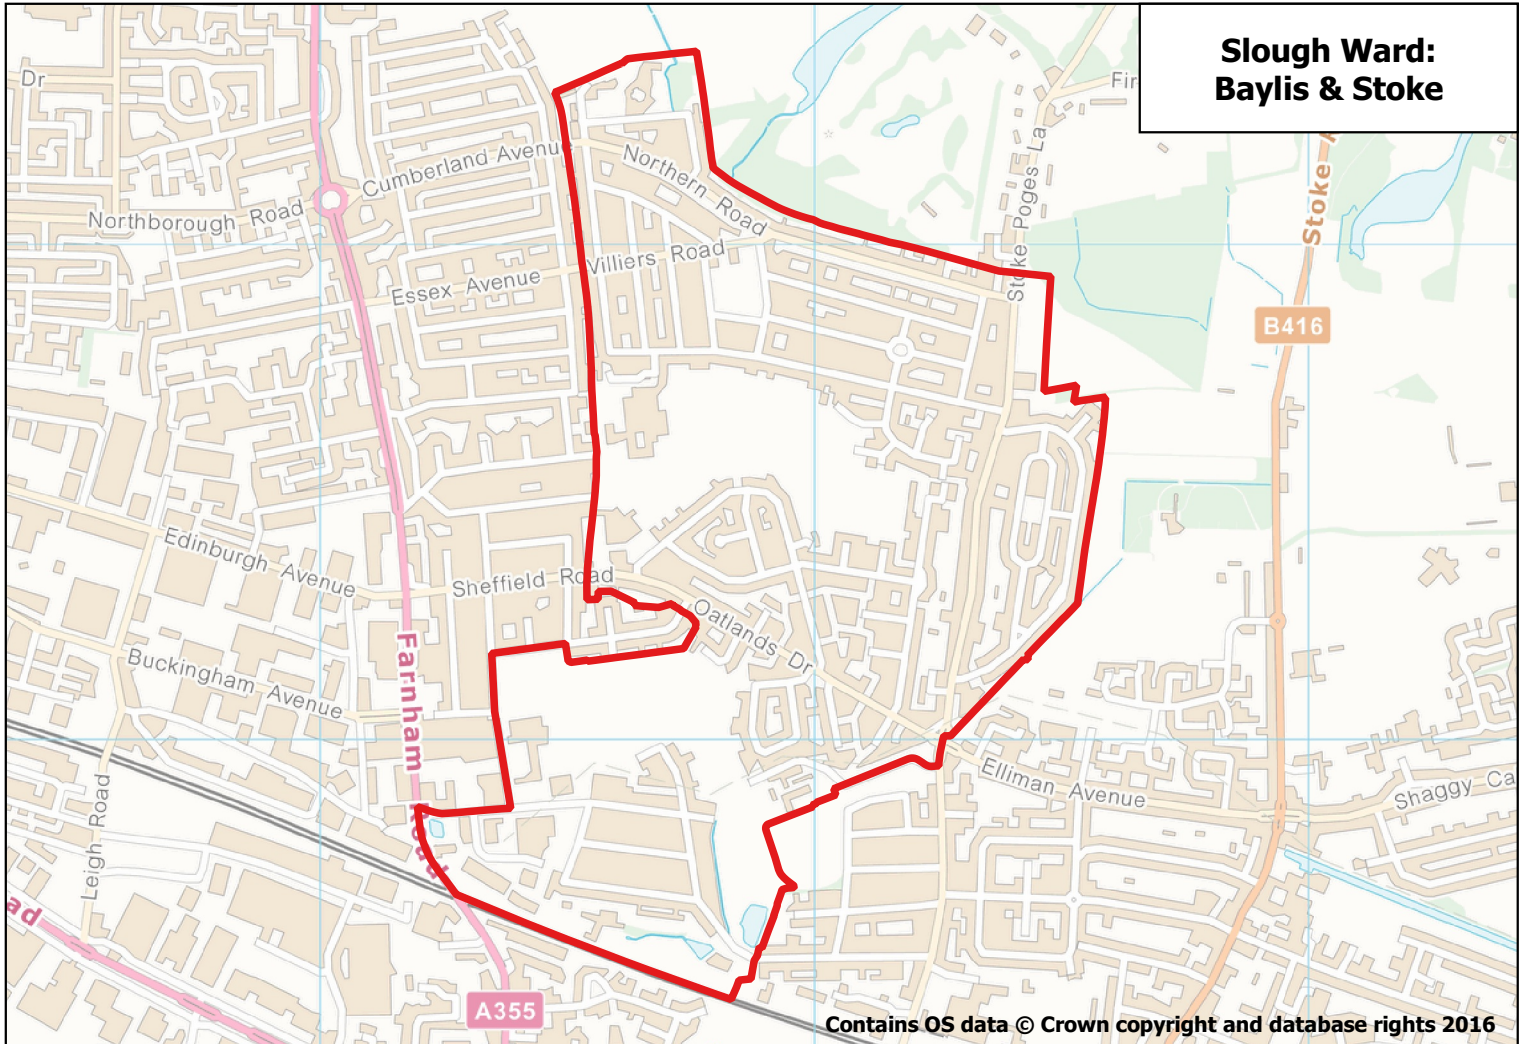 Slough Ward:
Baylis & Stoke
Dr
Fir
Cumberland Avenue
Northern Road
Stoke Poges La
Stoke
Northborough Road
Villiers Road
Essex Avenue
B416
Edinburgh Avenue
Sheffield Road
Oatlands Dr
Buckingham Avenue
Farnham Road
Elliman Avenue
Shaggy Ca
Leigh Road
ad
A355
Contains OS data © Crown copyright and database rights 2016